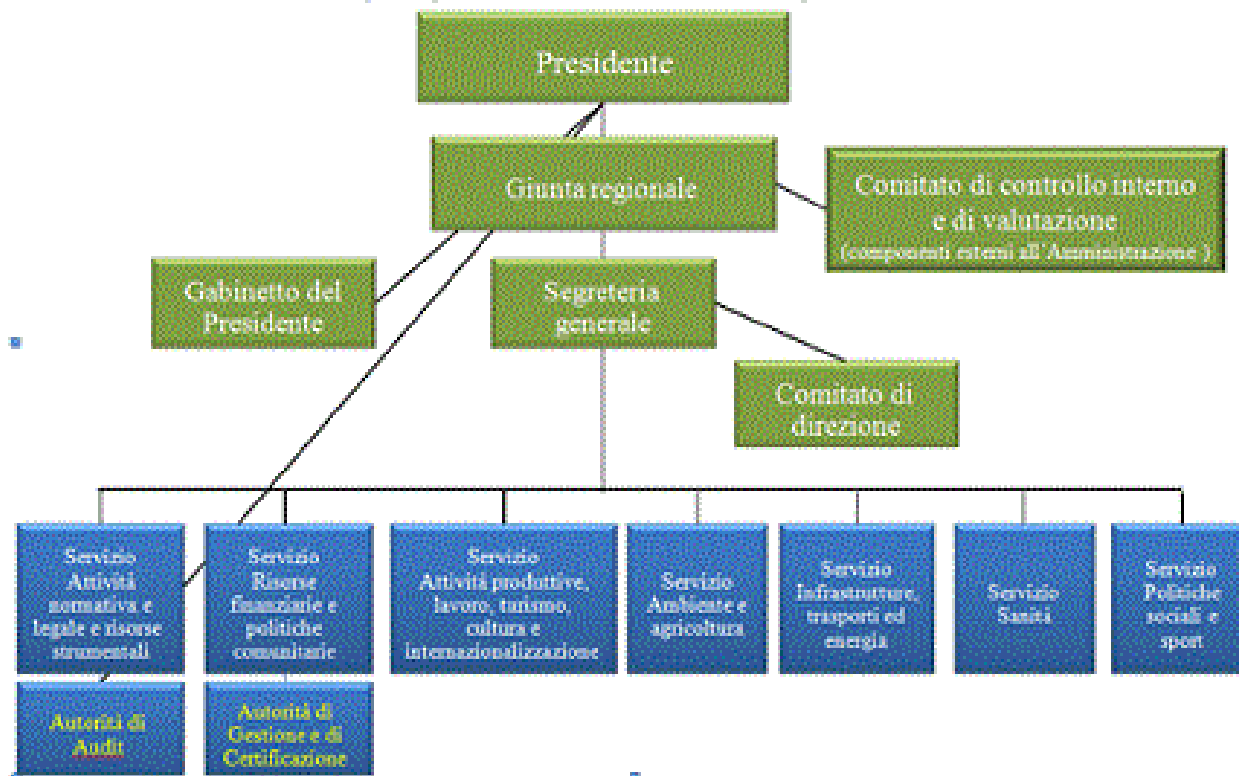 Presidente
Giunta regionale
Comitato di controllo interno
e di valutazione
(componenti esterni all'Amministrazione )
Gabinetto del
Presidente
Segreteria
generale
Comitato di
direzione
Servizio
Attività
normativa e
legale e risorse
strumentali
Servizio
Risorse
finanziarie e
politiche
comunitarie
Servizio
Attività produttive,
lavoro, turismo,
cultura e
internazionalizzazione
Servizio
Ambiente e
agricoltura
Servizio
Infrastrutture,
trasporti ed
energia
Servizio
Sanità
Servizio
Politiche
sociali e
sport
Autorità di
Audit
Autorità di
Gestione e di
Certificazione